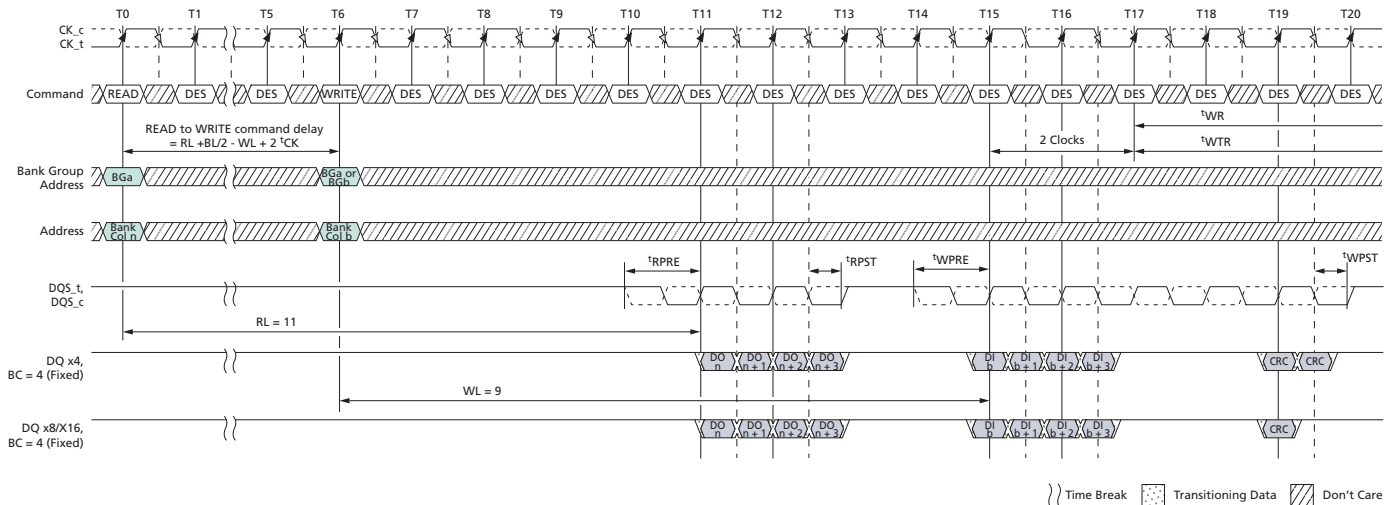 T0 T1 T5 T6 T7 T8 T9 T10 T11 T12 T13 T14 T15 T16 T17 T18 T19 T20
CK_c
CK_t
Command READ DES DES WRITE DES DES DES DES DES DES DES DES DES DES DES DES DES DES
READ to WRITE command delay
= RL +BL/2 - WL + 2 tCK
2 Clocks
tWR
tWTR
Bank Group
Address
BGa
BGa or
BGb
Address
Bank
Col n
Bank
Col b
tRPRE
tRPST
tWPRE
tWPST
DQS_t,
DQS_c
RL = 11
DQ x4,
BC = 4 (Fixed)
DO n DO n + 1 DO n + 2 DO n + 3 DI b DI b + 1 DI b + 2 DI b + 3 CRC CRC
WL = 9
DQ x8/X16,
BC = 4 (Fixed)
DO n DO n + 1 DO n + 2 DO n + 3 DI b DI b + 1 DI b + 2 DI b + 3 CRC
Time Break Transitioning Data Don't Care